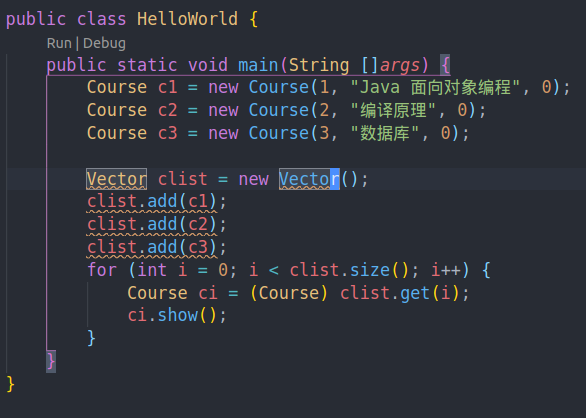 public class HelloWorld {
Run | Debug
public static void main(String []args) {
Course c1 = new Course(1, "Java 面向对象编程", 0);
Course c2 = new Course(2, "编译原理", 0);
Course c3 = new Course(3, "数据库", 0);
Vector clist = new Vector();
clist.add(c1);
clist.add(c2);
clist.add(c3);
for (int i = 0; i < clist.size(); i++) {
Course ci = (Course) clist.get(i);
ci.show();
}
}
}